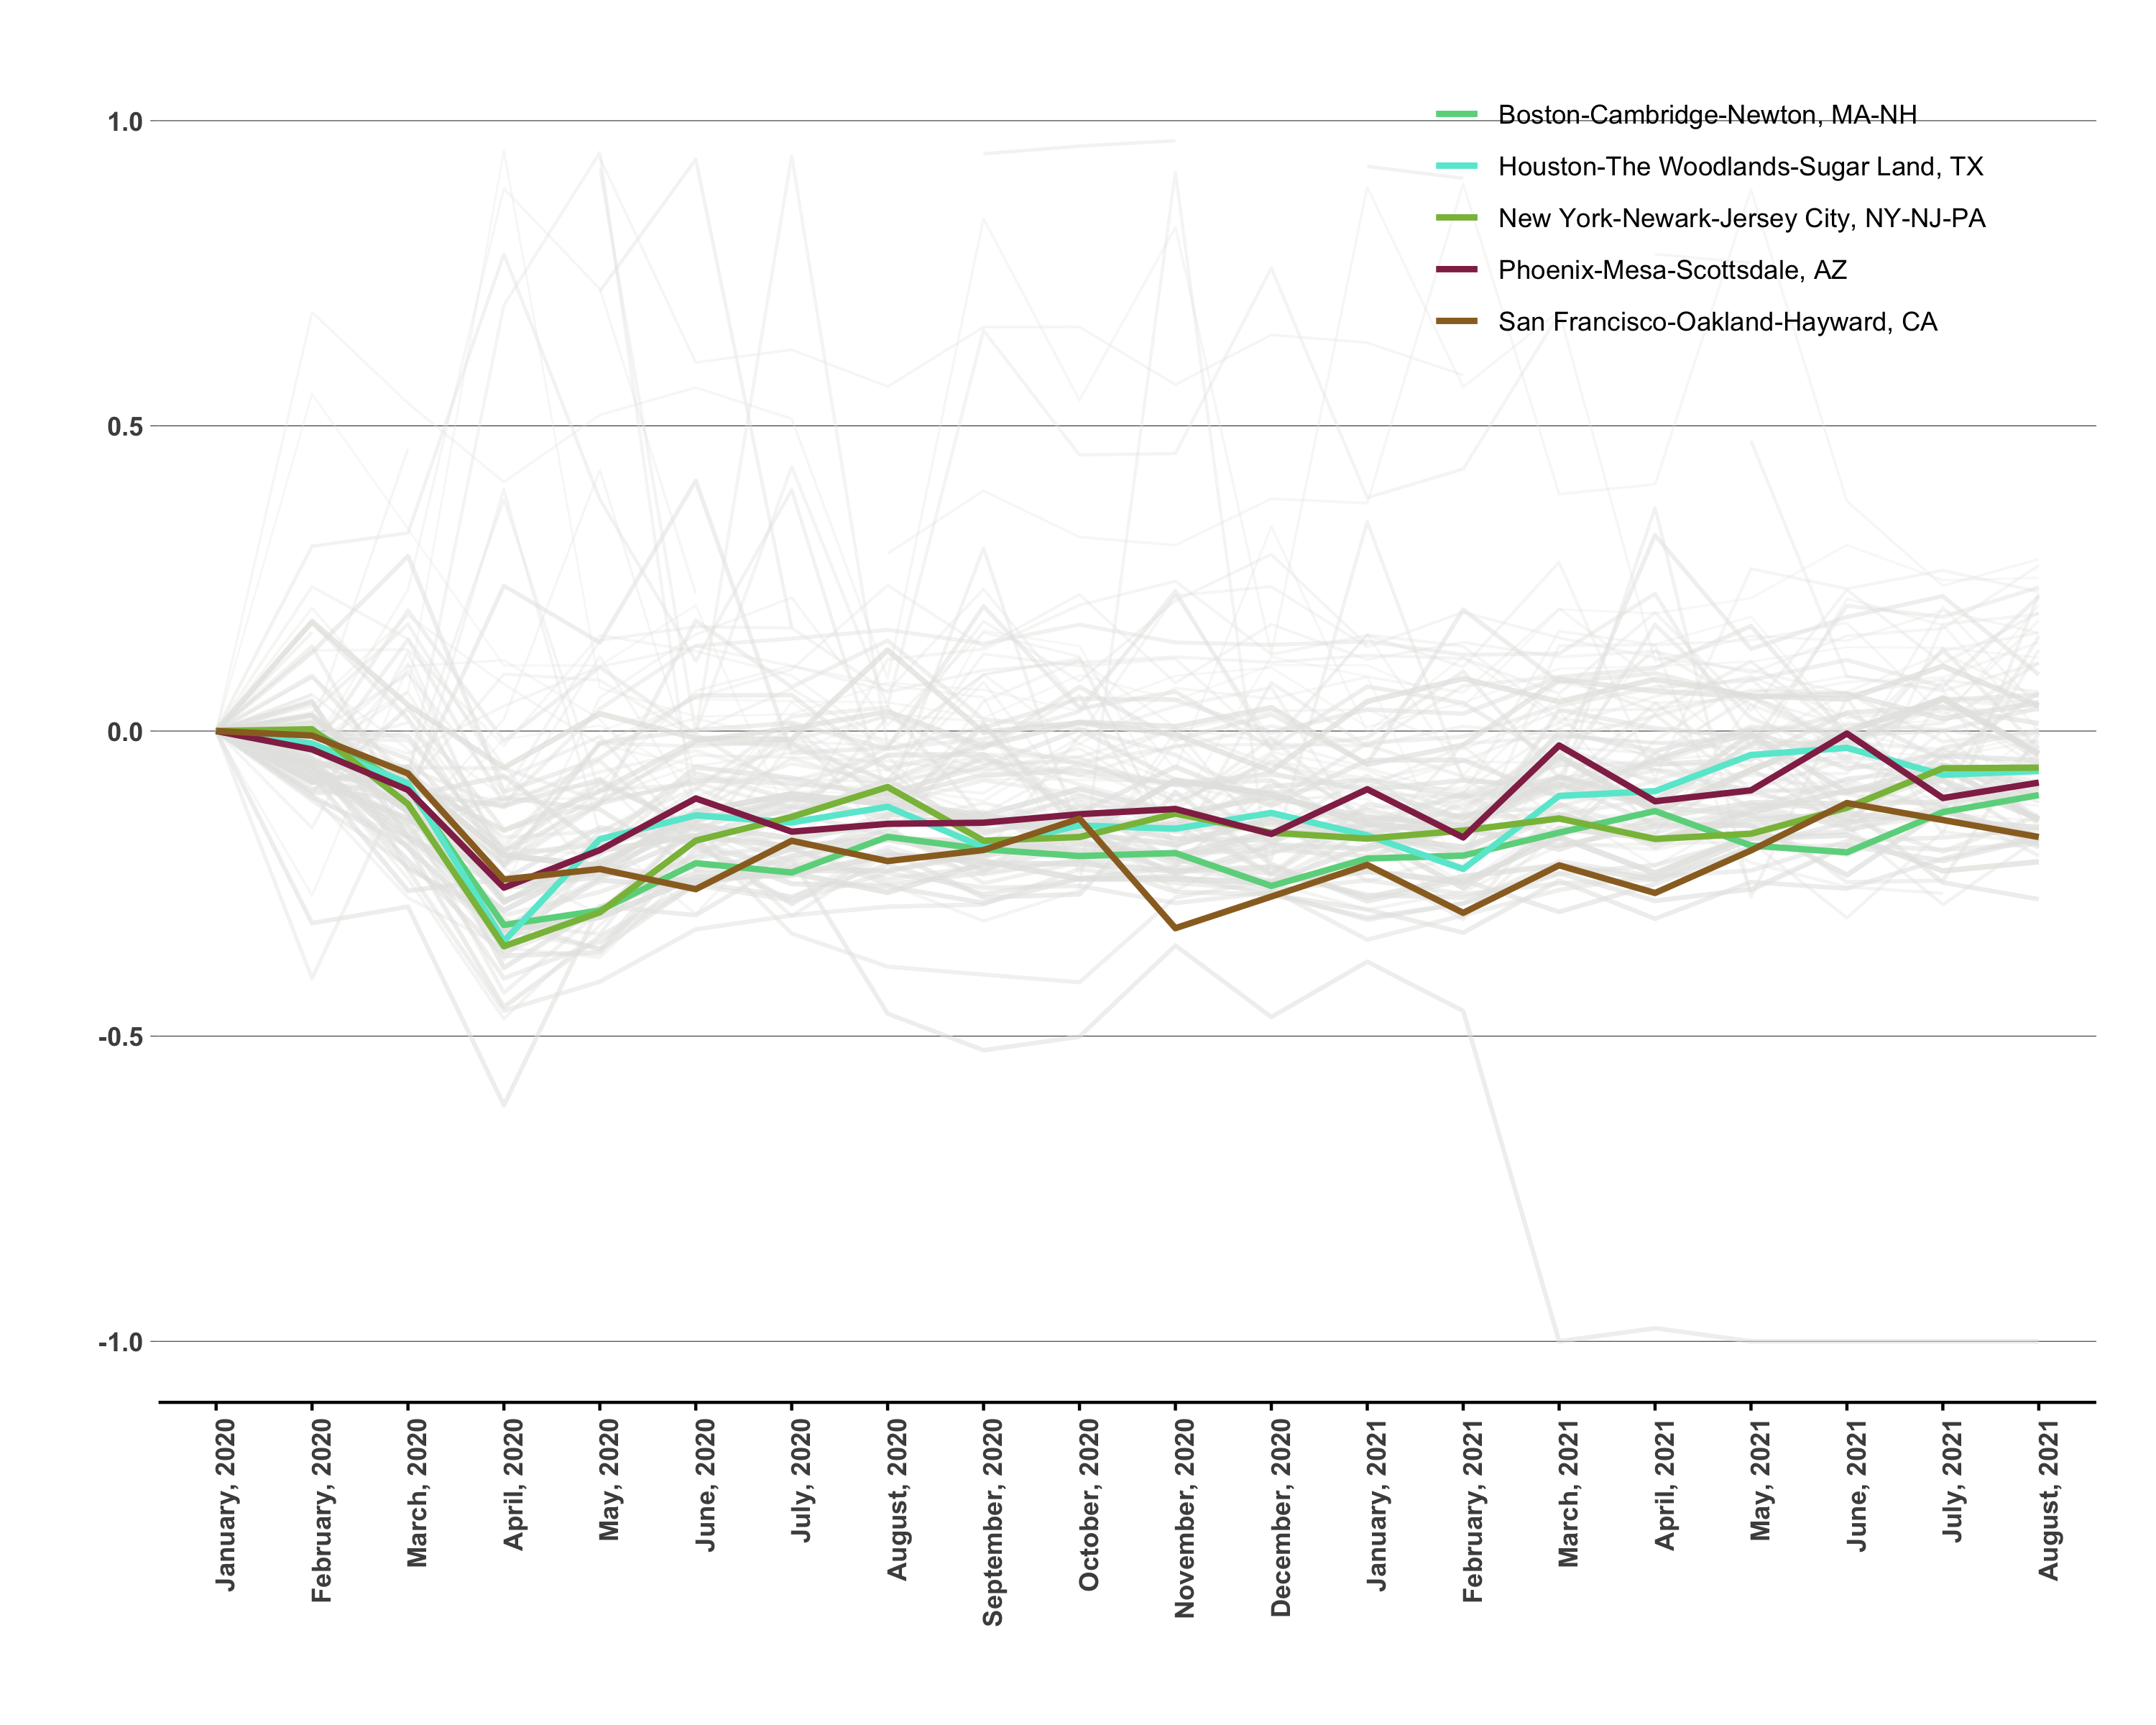 1.0
0.5
0.0
-0.5
-1.0
Boston-Cambridge-Newton, MA-NH
Houston-The Woodlands-Sugar Land, TX
New York-Newark-Jersey City, NY-NJ-PA
Phoenix-Mesa-Scottsdale, AZ
San Francisco-Oakland-Hayward, CA
January, 2020
February, 2020
March, 2020
April, 2020
May, 2020
June, 2020
July, 2020
August, 2020
September, 2020
October, 2020
November, 2020
December, 2020
January, 2021
February, 2021
March, 2021
April, 2021
May, 2021
June, 2021
July, 2021
August, 2021